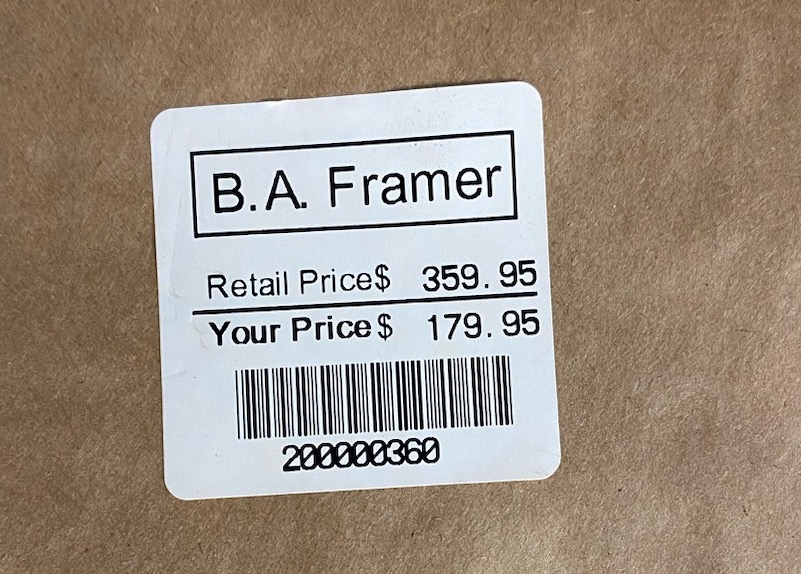 B.A. Framer
Retail Price$ 359.95
Your Price$ 179.95
200000360